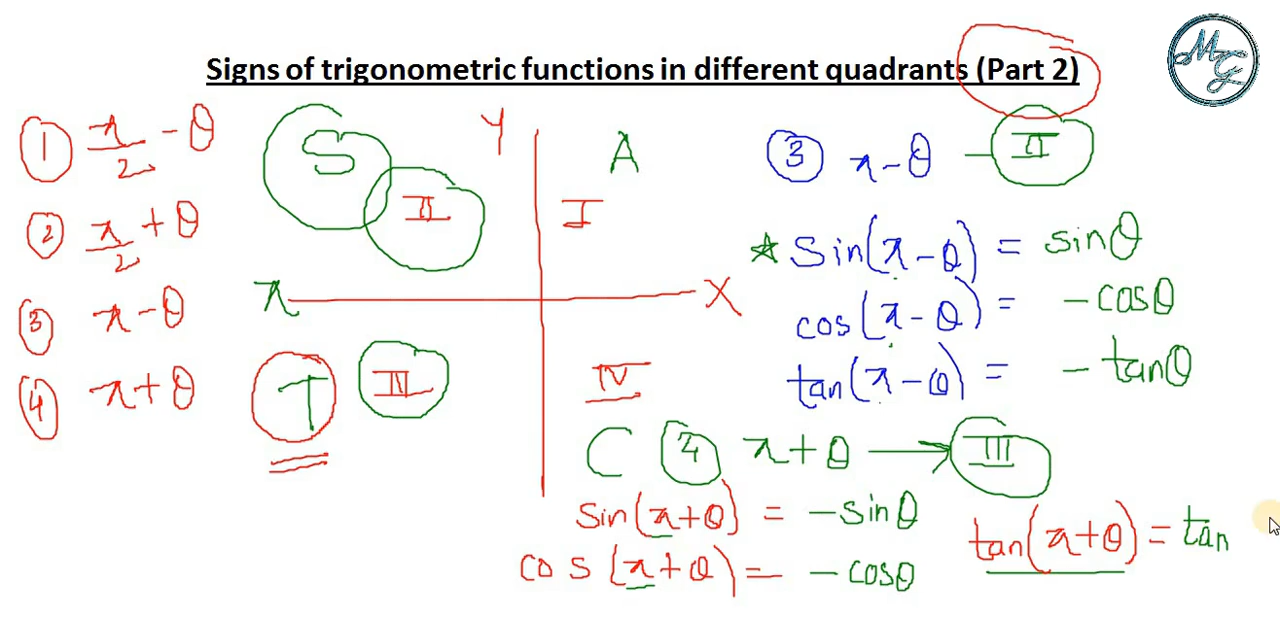 Signs of trigonometric functions in different quadrants (Part 2)
MG
① π/2 - θ
② π/2 + θ
③ π - θ
④ π + θ
S
II
Y
A
I
π
X
T
III
IV
C
③ π - θ - II
☆ sin(π - θ) = sinθ
cos(π - θ) = - cosθ
tan(π - θ) = - tanθ
④ π + θ → III
sin(π + θ) = - sinθ
cos(π + θ) = - cosθ
tan(π + θ) = tan